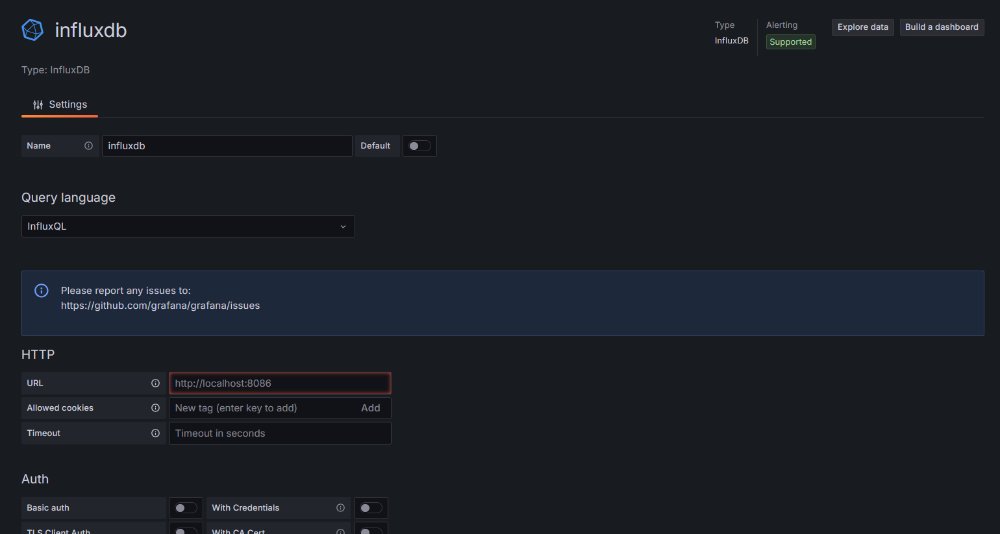 influxdb
Type
InfluxDB
Alerting
Supported
Explore data
Build a dashboard
Type: InfluxDB
Settings
Name
influxdb
Default
Query language
InfluxQL
Please report any issues to:
https://github.com/grafana/grafana/issues
HTTP
URL
http://localhost:8086
Allowed cookies
New tag (enter key to add)
Add
Timeout
Timeout in seconds
Auth
Basic auth
With Credentials
TLS Client Auth
With CA Cert